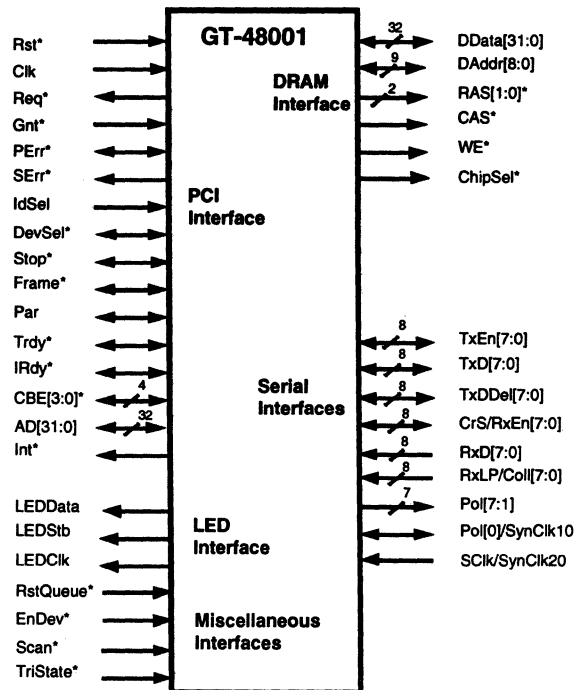 GT-48001
Rst*
Clk
Req*
Gnt*
PErr*
SErr*
IdSel
DevSel*
Stop*
Frame*
Par
Trdy*
IRdy*
CBE[3:0]*
4
AD[31:0]
32
Int*
LEDData
LEDStb
LEDClk
RstQueue*
EnDev*
Scan*
TriState*
PCI
Interface
LED
Interface
Miscellaneous
Interfaces
DRAM
Interface
Serial
Interfaces
32
DData[31:0]
9
DAddr[8:0]
2
RAS[1:0]*
CAS*
WE*
ChipSel*
8
TxEn[7:0]
8
TxD[7:0]
8
TxDDel[7:0]
8
CrS/RxEn[7:0]
8
RxD[7:0]
8
RxLP/Coll[7:0]
7
Pol[7:1]
Pol[0]/SynClk10
SClk/SynClk20